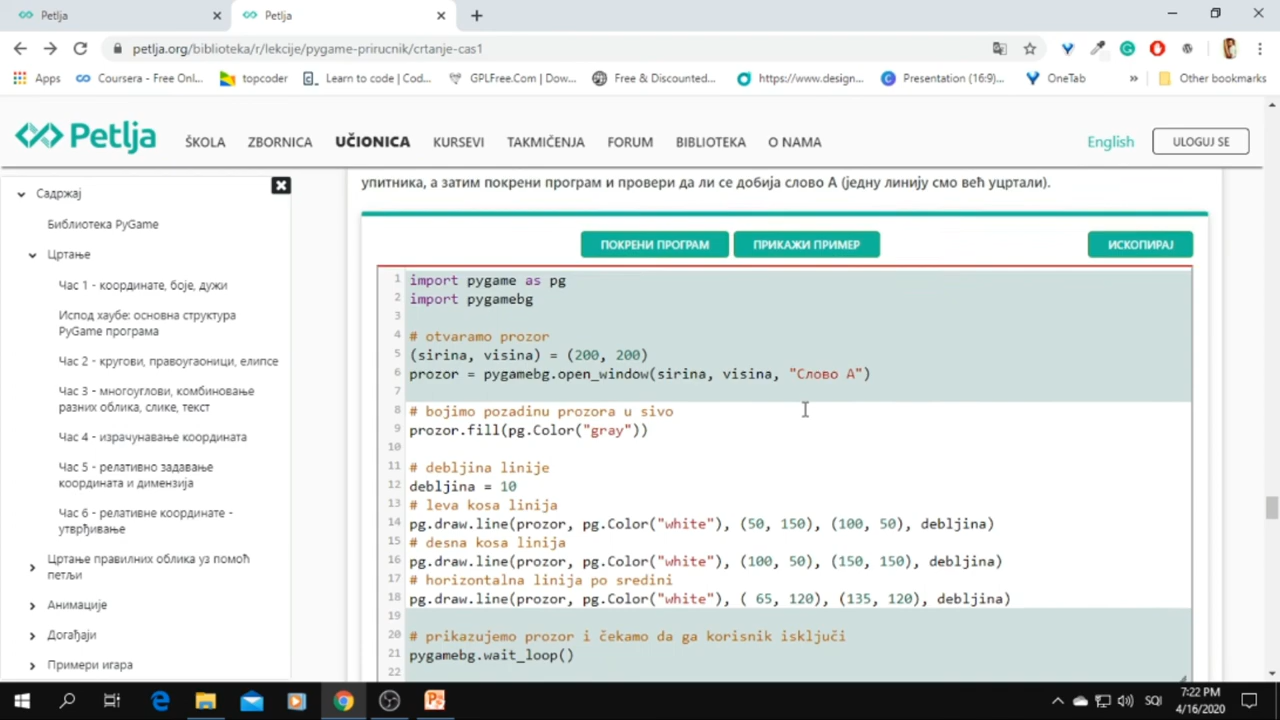 Petlja
Petlja
petlja.org/biblioteka/r/lekcije/pygame-prirucnik/crtanje-cas1
Apps
Coursera - Free Onl...
topcoder
Learn to code | Cod...
GPLFree.Com | Dow...
Free & Discounted...
https://www.design...
Presentation (16:9)...
OneTab
»
Other bookmarks
Petlja
ŠKOLA
ZBORNICA
UČIONICA
KURSEVI
TAKMIČENJA
FORUM
BIBLIOTEKA
O NAMA
English
ULOGUJ SE
Садржај
Библиотека PyGame
Цртање
Час 1 - координате, боје, дужи
Испод хаубе: основна структура
PyGame програма
Час 2 - кругови, правоугаоници, елипсе
Час 3 - многоуглови, комбиновање
разних облика, слике, текст
Час 4 - израчунавање координата
Час 5 - релативно задавање
координата и димензија
Час 6 - релативне координате -
утврђивање
Цртање правилних облика уз помоћ
петљи
Анимације
Догађаји
Примери игара
упитника, а затим покрени програм и провери да ли се добија слово А (једну линију смо већ уцртали).
ПОКРЕНИ ПРОГРАМ
ПРИКАЖИ ПРИМЕР
ИСКОПИРАЈ
1 import pygame as pg
2 import pygamebg
3
4 # otvaramo prozor
5 (sirina, visina) = (200, 200)
6 prozor = pygamebg.open_window(sirina, visina, "Слово А")
7
8 # bojimo pozadinu prozora u sivo
9 prozor.fill(pg.Color("gray"))
10
11 # debljina linije
12 debljina = 10
13 # leva kosa linija
14 pg.draw.line(prozor, pg.Color("white"), (50, 150), (100, 50), debljina)
15 # desna kosa linija
16 pg.draw.line(prozor, pg.Color("white"), (100, 50), (150, 150), debljina)
17 # horizontalna linija po sredini
18 pg.draw.line(prozor, pg.Color("white"), ( 65, 120), (135, 120), debljina)
19
20 # prikazujemo prozor i čekamo da ga korisnik isključi
21 pygamebg.wait_loop()
22
SQI
7:22 PM
4/16/2020